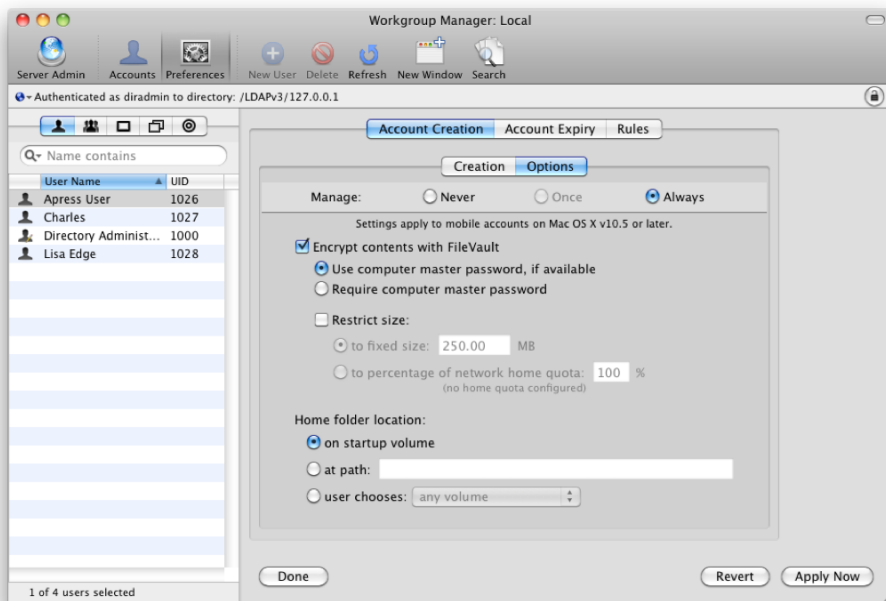 Workgroup Manager: Local
Server Admin Accounts Preferences New User Delete Refresh New Window Search
Authenticated as diradmin to directory: /LDAPv3/127.0.0.1
Account Creation Account Expiry Rules
Name contains
Creation Options
User Name UID
Apress User 1026
Charles 1027
Directory Administ... 1000
Lisa Edge 1028
Manage: Never Once Always
Settings apply to mobile accounts on Mac OS X v10.5 or later.
Encrypt contents with FileVault
Use computer master password, if available
Require computer master password
Restrict size:
to fixed size: 250.00 MB
to percentage of network home quota: 100 %
(no home quota configured)
Home folder location:
on startup volume
at path:
user chooses: any volume
Done Revert Apply Now
1 of 4 users selected